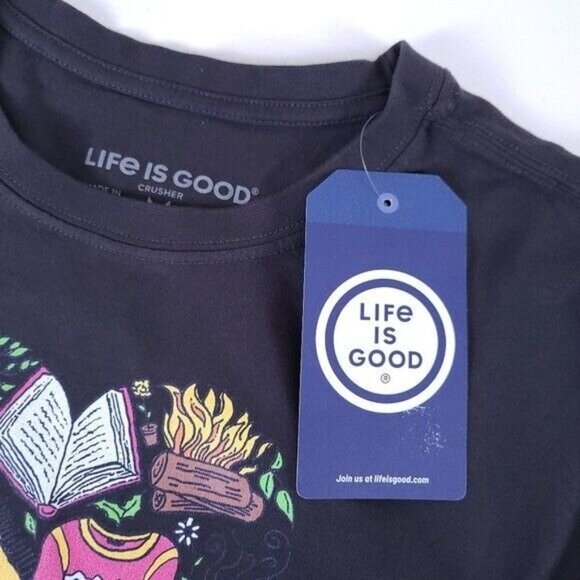 LIFe IS GOOD®
CRUSHER
MADE IN
LIFe
IS
GOOD
®
Join us at lifeisgood.com